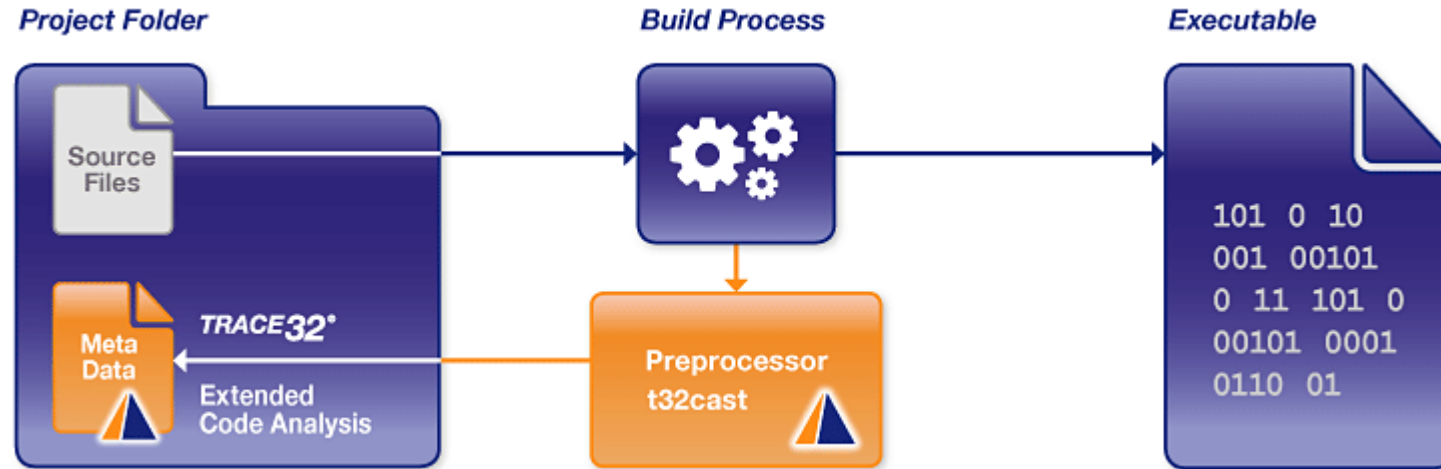 Project Folder
Build Process
Executable
Source
Files
Meta
Data
TRACE32®
Extended
Code Analysis
Preprocessor
t32cast
101 0 10
001 00101
0 11 101 0
00101 0001
0110 01